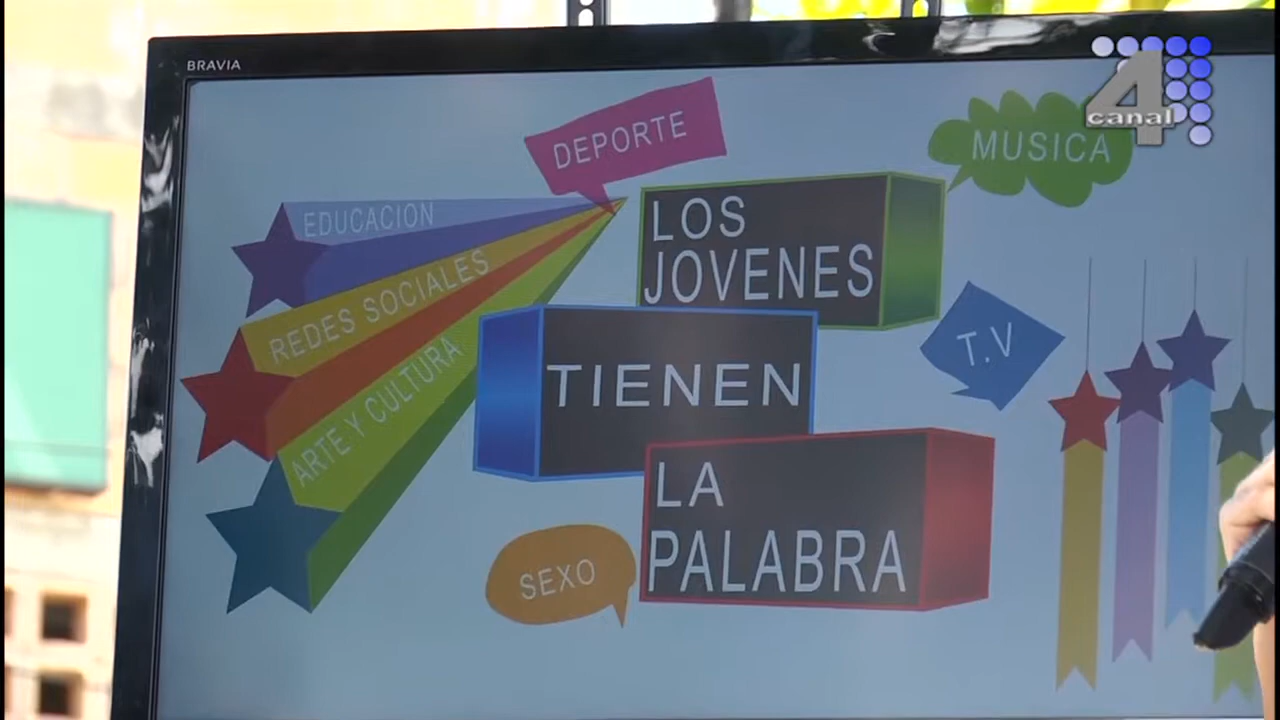 BRAVIA
4
canal
DEPORTE
MUSICA
EDUCACION
LOS
JOVENES
REDES SOCIALES
T.V
ARTE Y CULTURA
TIENEN
LA
PALABRA
SEXO